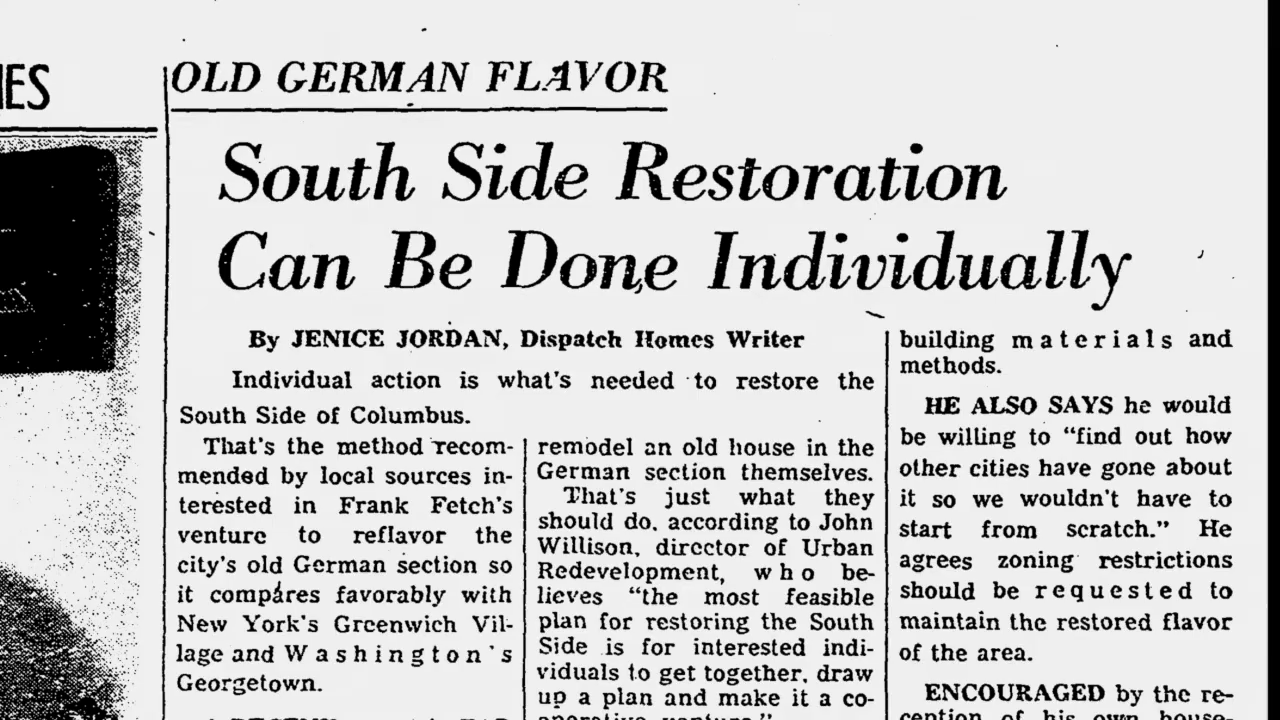 OLD GERMAN FLAVOR
South Side Restoration
Can Be Done Individually
By JENICE JORDAN, Dispatch Homes Writer
Individual action is what's needed to restore the
South Side of Columbus.
That's the method recom-
mended by local sources in-
terested in Frank Fetch's
venture to reflavor the
city's old German section so
it compares favorably with
New York's Greenwich Vil-
lage and Washington's
Georgetown.
remodel an old house in the
German section themselves.
That's just what they
should do, according to John
Willison, director of Urban
Redevelopment, who be-
lieves "the most feasible
plan for restoring the South
Side is for interested indi-
viduals to get together, draw
up a plan and make it a co-
operative venture."
building materials and
methods.
HE ALSO SAYS he would
be willing to "find out how
other cities have gone about
it so we wouldn't have to
start from scratch." He
agrees zoning restrictions
should be requested to
maintain the restored flavor
of the area.
ENCOURAGED by the re-
ception of his own house-